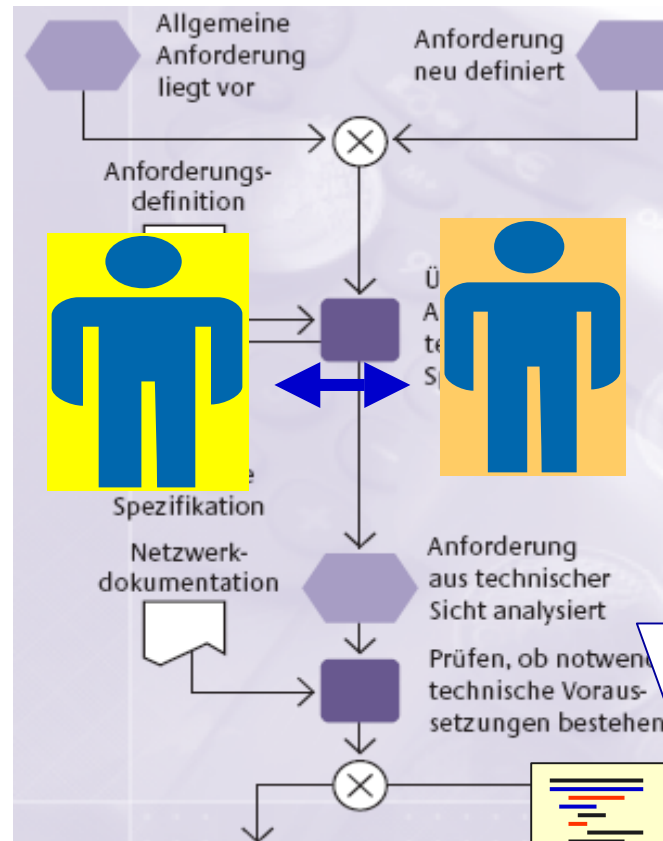 Allgemeine
Anforderung
liegt vor
Anforderung
neu definiert
Anforderungs-
definition
Spezifikation
Netzwerk-
dokumentation
Anforderung
aus technischer
Sicht analysiert
Prüfen, ob
technische Voraus-
setzungen bestehen